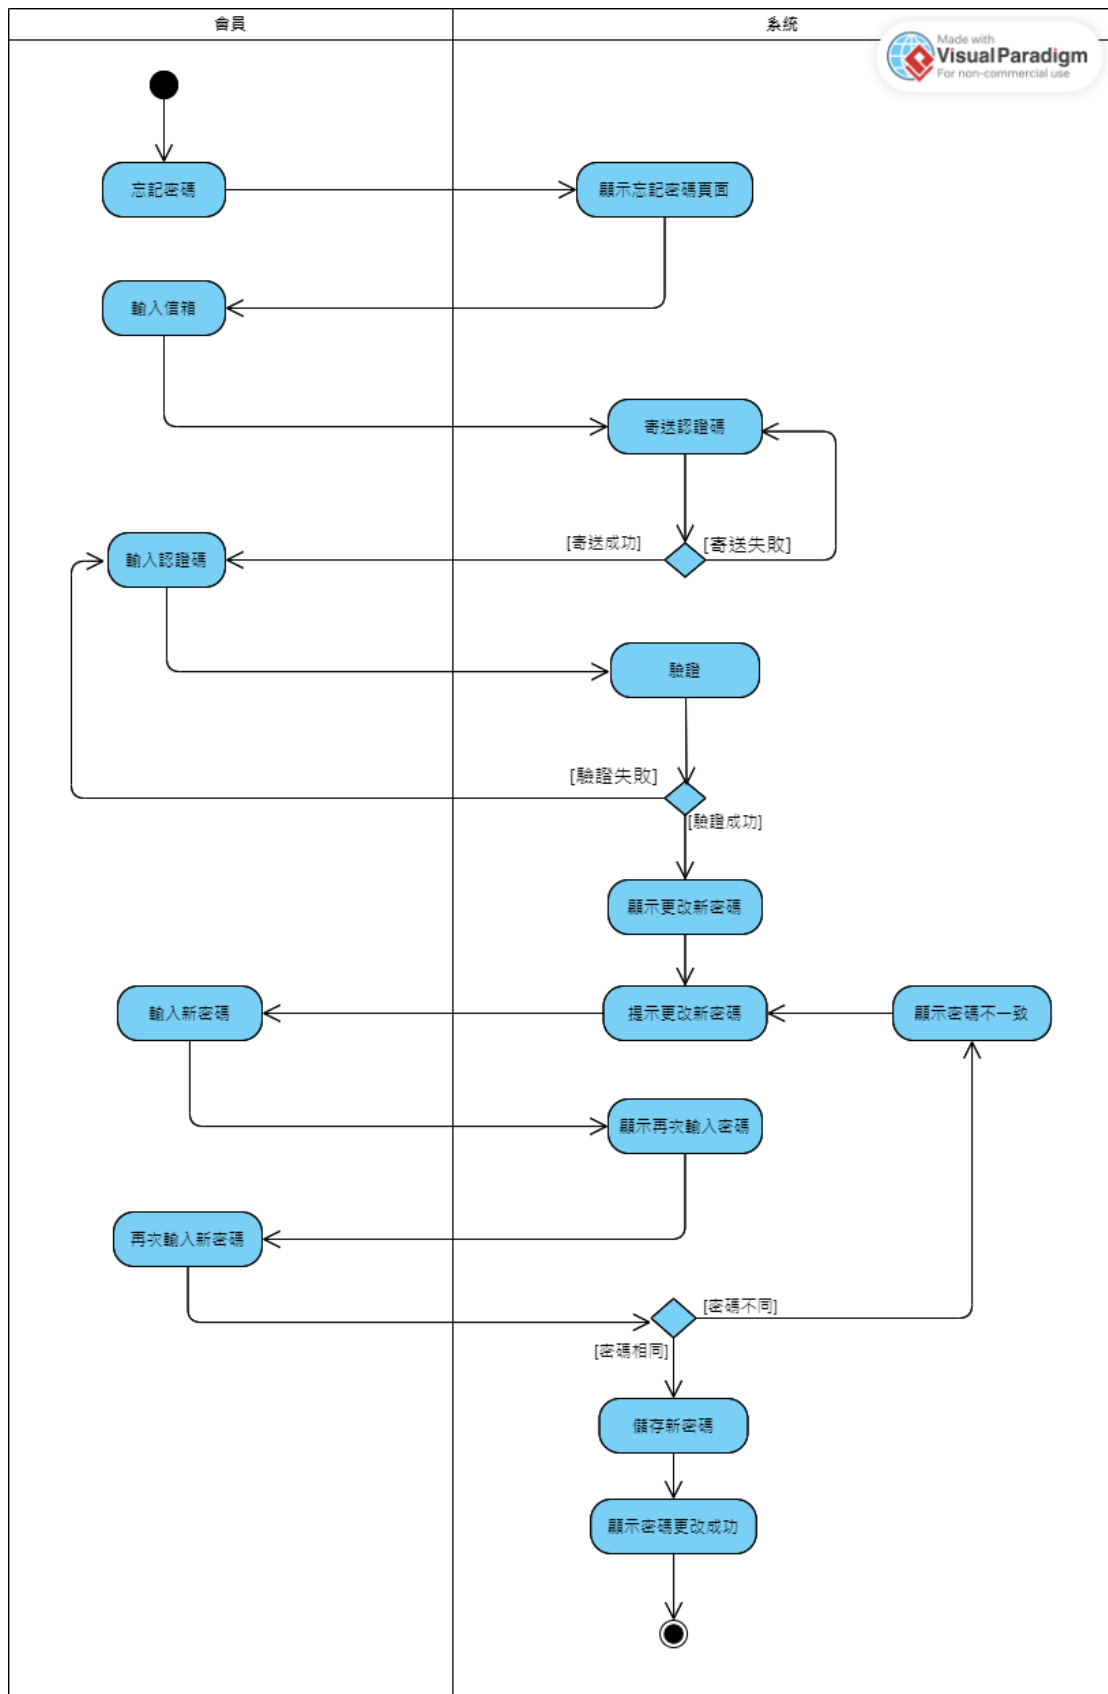 會員
系統
Made with
Visual Paradigm
For non-commercial use
忘記密碼
顯示忘記密碼頁面
輸入信箱
寄送認證碼
[寄送成功]
[寄送失敗]
輸入認證碼
驗證
[驗證失敗]
[驗證成功]
顯示更改新密碼
輸入新密碼
提示更改新密碼
顯示密碼不一致
顯示再次輸入密碼
再次輸入新密碼
[密碼不同]
[密碼相同]
儲存新密碼
顯示密碼更改成功